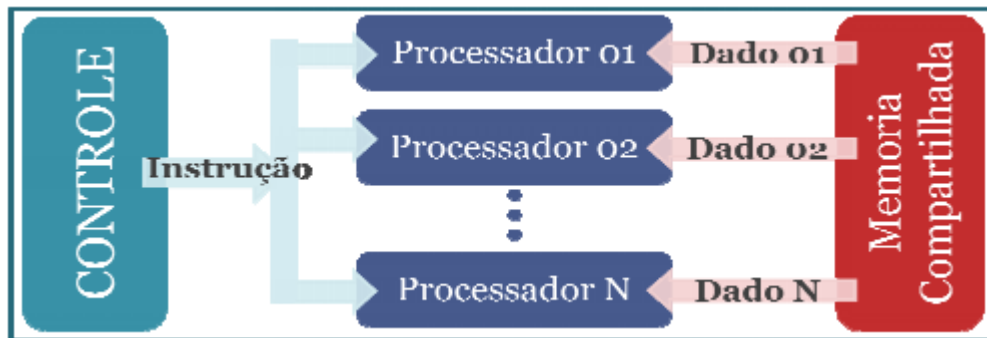 CONTROLE
Instrução
Processador 01
Dado 01
Processador 02
Dado 02
Processador N
Dado N
Memoria
Compartilhada